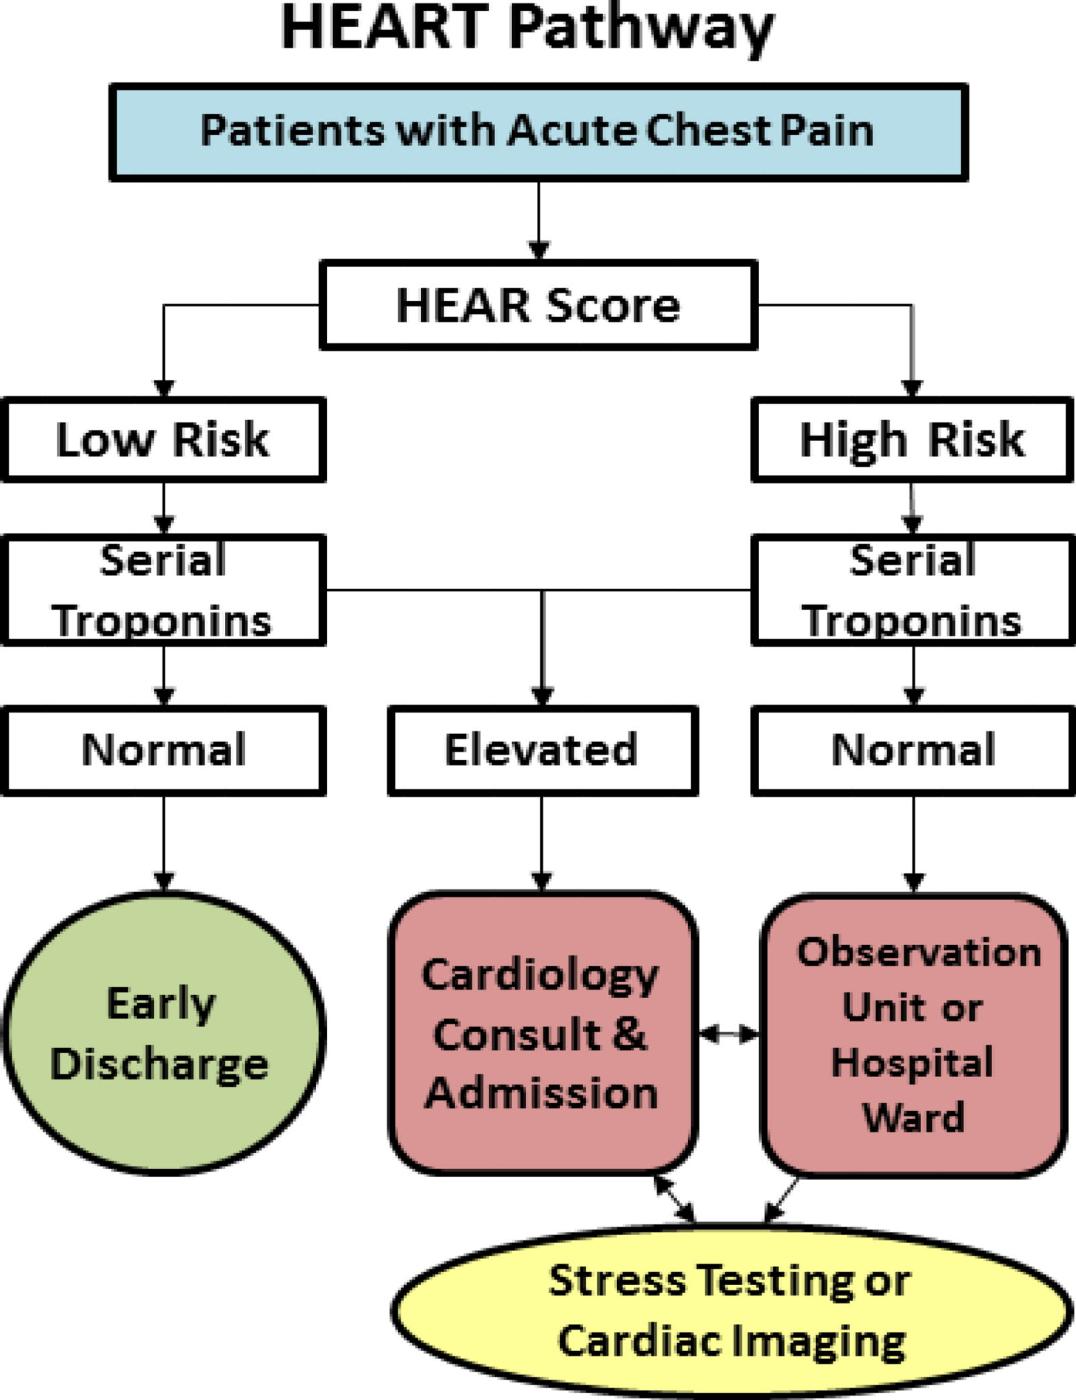 HEART Pathway
Patients with Acute Chest Pain
HEAR Score
Low Risk
High Risk
Serial
Troponins
Serial
Troponins
Normal
Elevated
Normal
Early
Discharge
Cardiology
Consult &
Admission
Observation
Unit or
Hospital
Ward
Stress Testing or
Cardiac Imaging